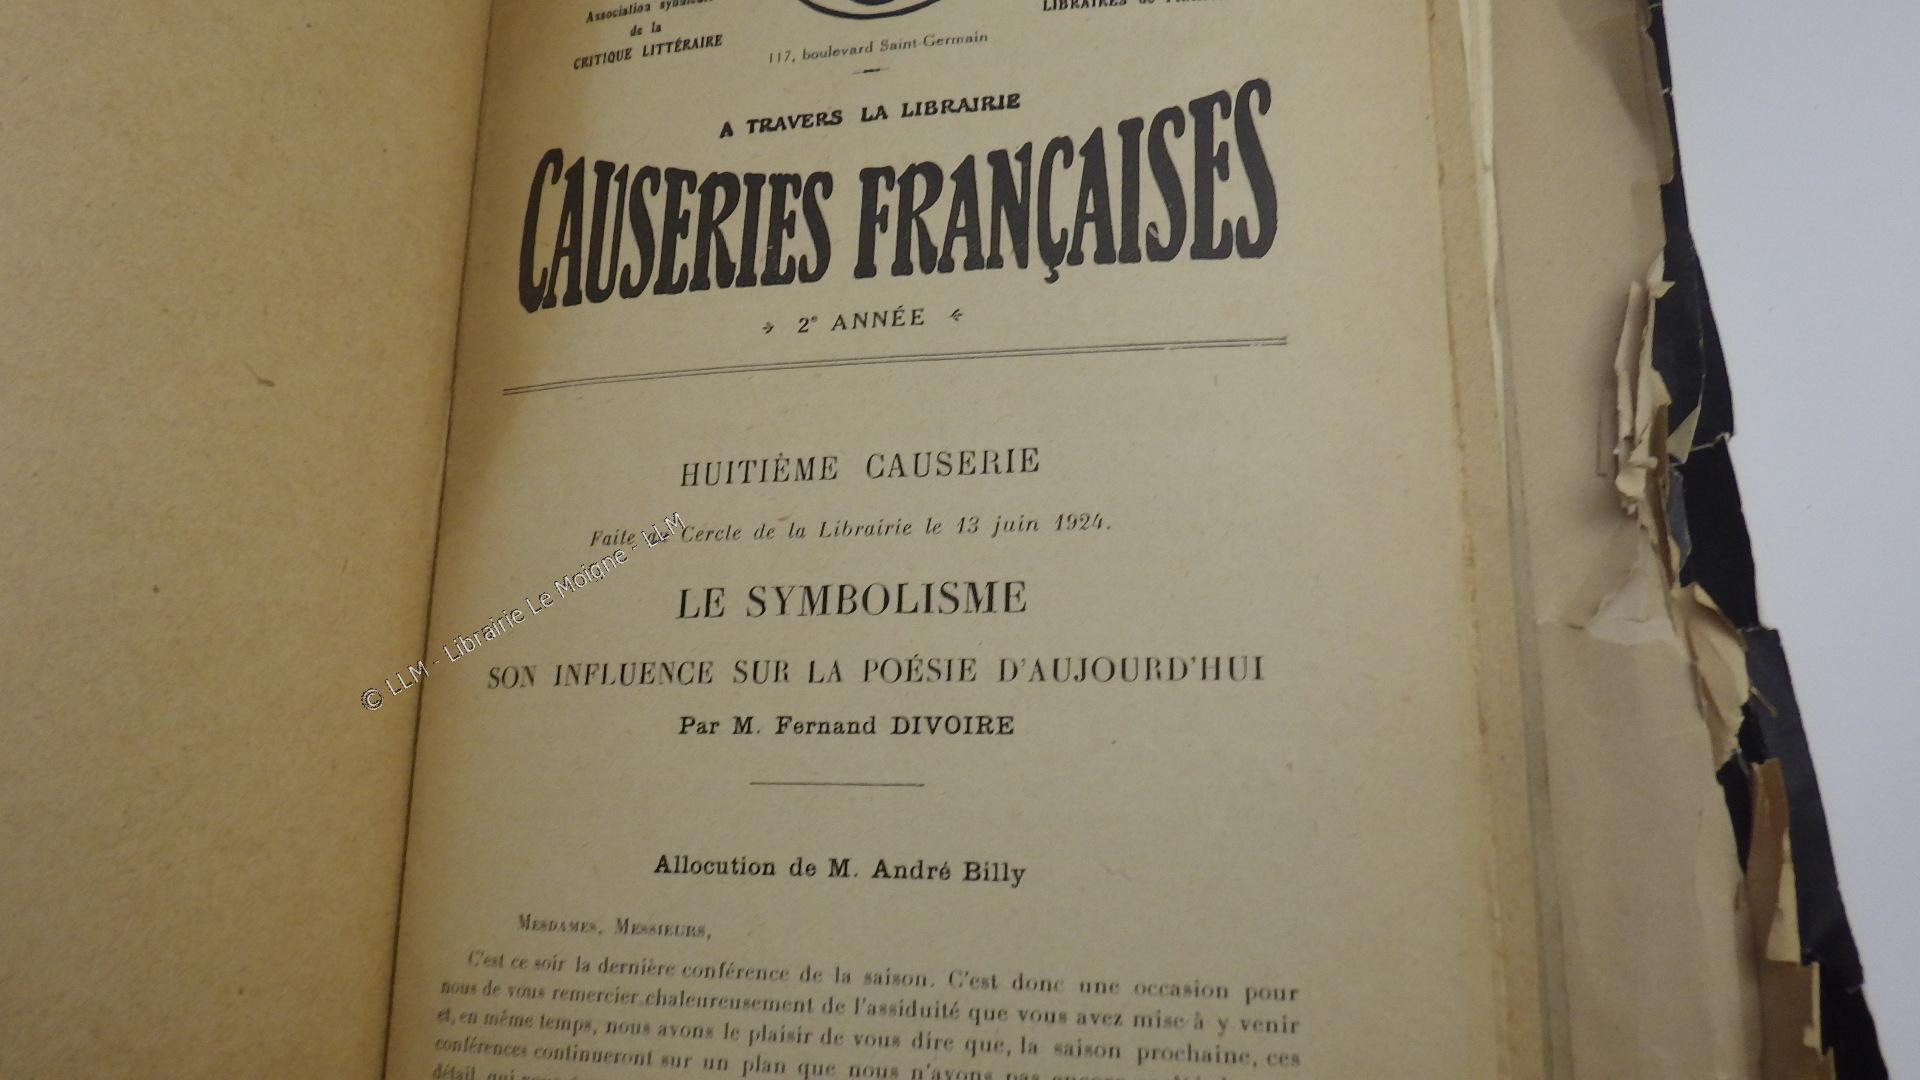 Association
de la
CRITIQUE LITTÉRAIRE
LIBRAIRES de
117, boulevard Saint-Germain
A TRAVERS LA LIBRAIRIE
CAUSERIES FRANÇAISES
2e ANNÉE
HUITIÈME CAUSERIE
Faite au Cercle de la Librairie le 13 juin 1924.
LE SYMBOLISME
SON INFLUENCE SUR LA POÉSIE D'AUJOURD'HUI
Par M. Fernand DIVOIRE
Allocution de M. André Billy
MESDAMES, MESSIEURS,
C'est ce soir la dernière conférence de la saison. C'est donc une occasion pour
nous de vous remercier chaleureusement de l'assiduité que vous avez mise à y venir
et, en même temps, nous avons le plaisir de vous dire que, la saison prochaine, ces
conférences continueront sur un plan que nous n'avons pas encore
détail, qui
© LLM - Librairie Le Moigne - LLM